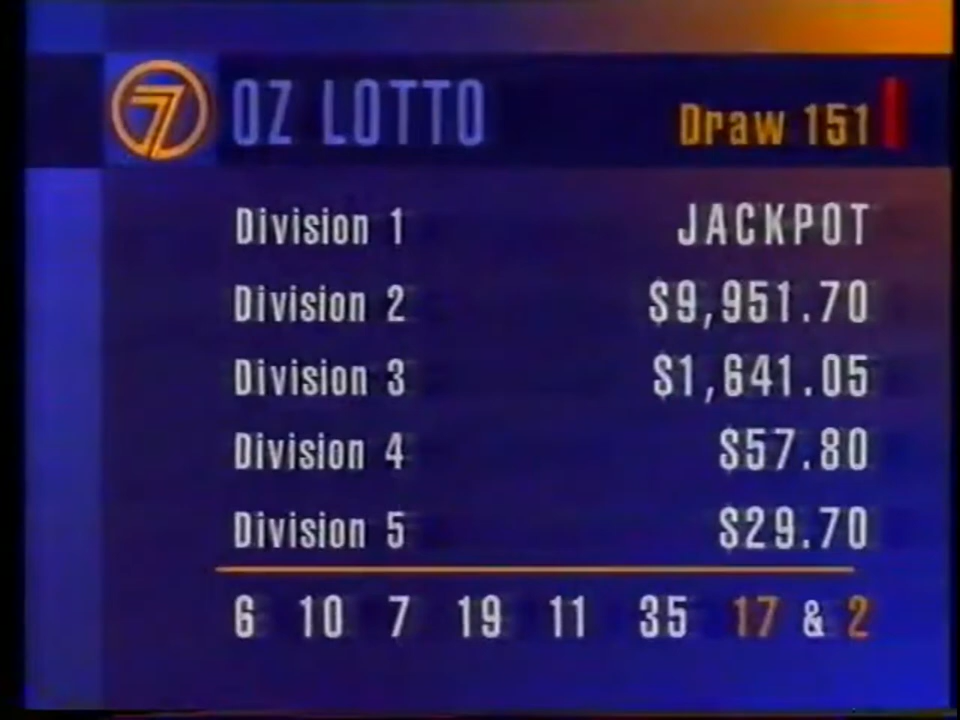 7 OZ LOTTO Draw 151
Division 1 JACKPOT
Division 2 $9,951.70
Division 3 $1,641.05
Division 4 $57.80
Division 5 $29.70
6 10 7 19 11 35 17 & 2